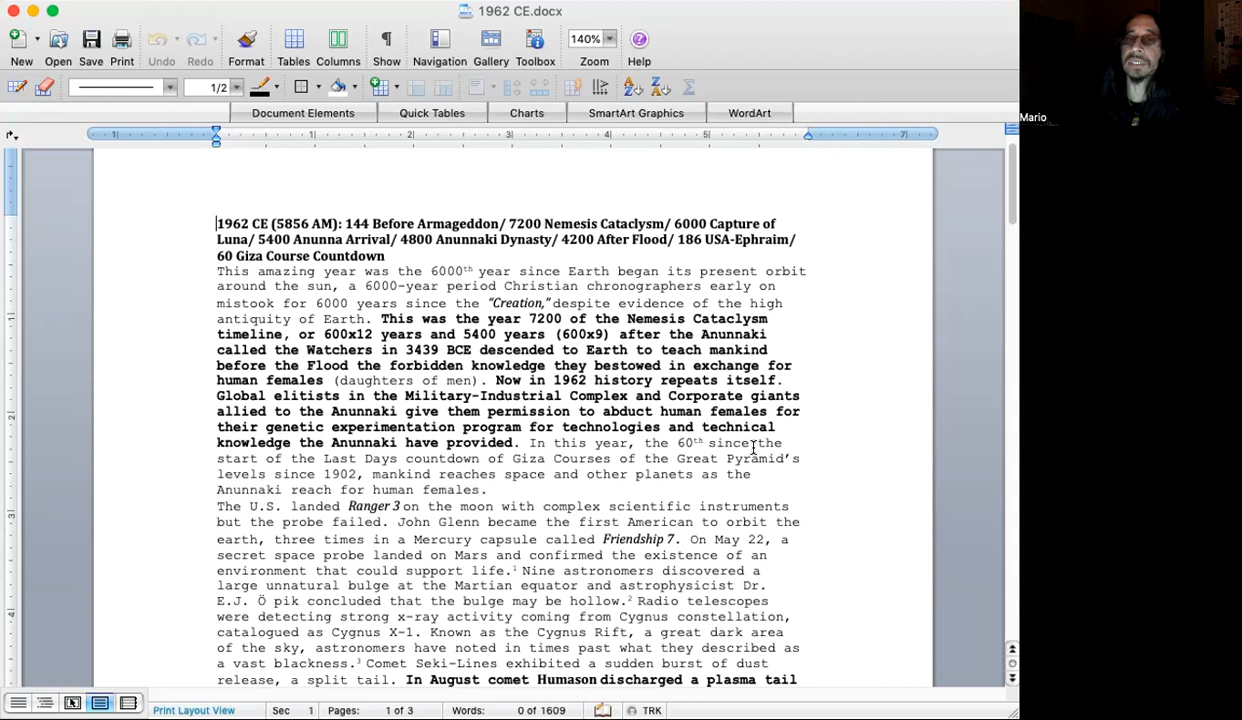 1962 CE.docx
New Open Save Print Undo Redo Format Tables Columns Show Navigation Gallery Toolbox 140% Zoom Help
1/2
Document Elements Quick Tables Charts SmartArt Graphics WordArt
1 1 2 3 4 5 7
Mario
1962 CE (5856 AM): 144 Before Armageddon/ 7200 Nemesis Cataclysm/ 6000 Capture of
Luna/ 5400 Anunna Arrival/ 4800 Anunnaki Dynasty/ 4200 After Flood/ 186 USA-Ephraim/
60 Giza Course Countdown
This amazing year was the 6000th year since Earth began its present orbit
around the sun, a 6000-year period Christian chronographers early on
mistook for 6000 years since the “Creation,” despite evidence of the high
antiquity of Earth. This was the year 7200 of the Nemesis Cataclysm
timeline, or 600x12 years and 5400 years (600x9) after the Anunnaki
called the Watchers in 3439 BCE descended to Earth to teach mankind
before the Flood the forbidden knowledge they bestowed in exchange for
human females (daughters of men). Now in 1962 history repeats itself.
Global elitists in the Military-Industrial Complex and Corporate giants
allied to the Anunnaki give them permission to abduct human females for
their genetic experimentation program for technologies and technical
knowledge the Anunnaki have provided. In this year, the 60th since the
start of the Last Days countdown of Giza Courses of the Great Pyramid’s
levels since 1902, mankind reaches space and other planets as the
Anunnaki reach for human females.
The U.S. landed Ranger 3 on the moon with complex scientific instruments
but the probe failed. John Glenn became the first American to orbit the
earth, three times in a Mercury capsule called Friendship 7. On May 22, a
secret space probe landed on Mars and confirmed the existence of an
environment that could support life.1 Nine astronomers discovered a
large unnatural bulge at the Martian equator and astrophysicist Dr.
E.J. Ö pik concluded that the bulge may be hollow.2 Radio telescopes
were detecting strong x-ray activity coming from Cygnus constellation,
catalogued as Cygnus X-1. Known as the Cygnus Rift, a great dark area
of the sky, astronomers have noted in times past what they described as
a vast blackness.3 Comet Seki-Lines exhibited a sudden burst of dust
release, a split tail. In August comet Humason discharged a plasma tail
Print Layout View Sec 1 Pages: 1 of 3 Words: 0 of 1609 TRK